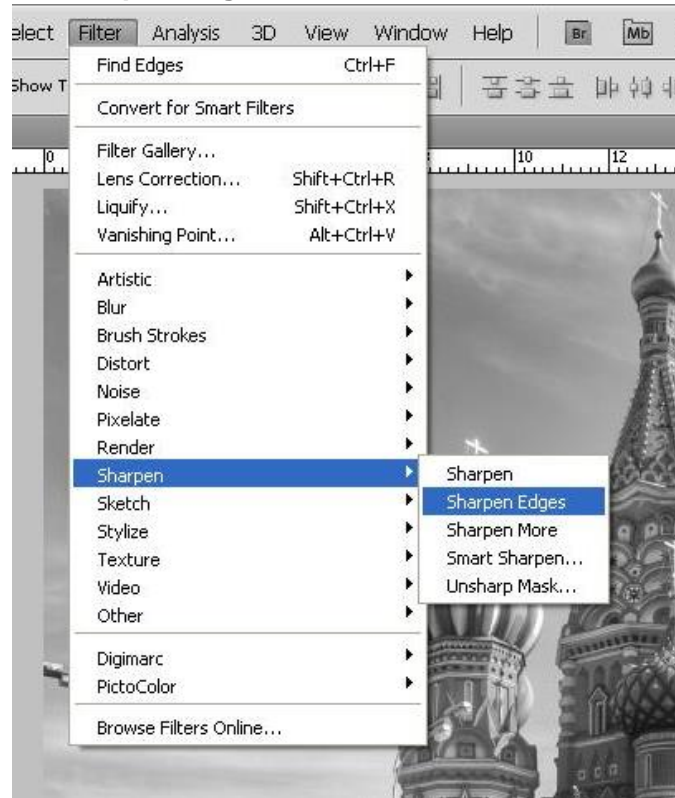 elect Filter Analysis 3D View Window Help Br Mb
Show T
Find Edges Ctrl+F
Convert for Smart Filters
Filter Gallery...
0 8 10 12
Lens Correction... Shift+Ctrl+R
Liquify... Shift+Ctrl+X
Vanishing Point... Alt+Ctrl+V
Artistic
Blur
Brush Strokes
Distort
Noise
Pixelate
Render
Sharpen
Sketch
Stylize
Texture
Video
Other
Sharpen
Sharpen Edges
Sharpen More
Smart Sharpen...
Unsharp Mask...
Digimarc
PictoColor
Browse Filters Online...